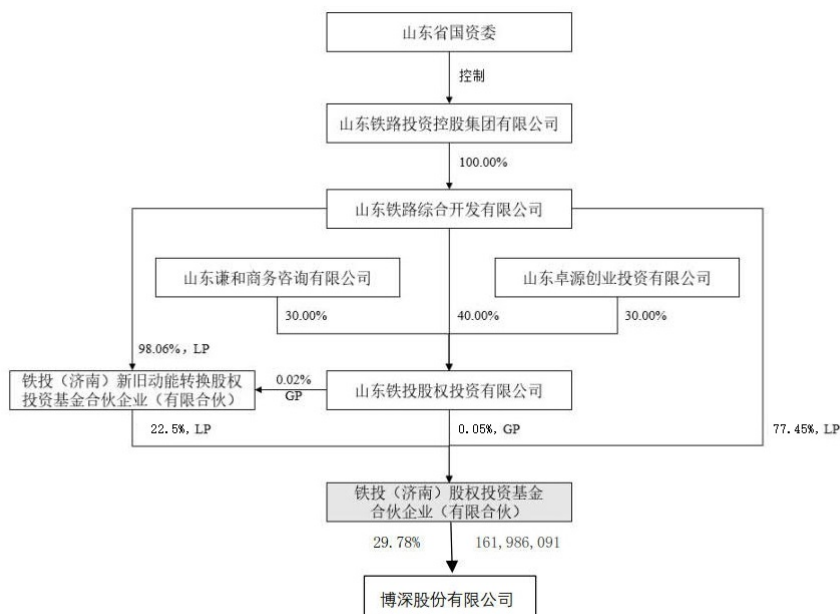 山东省国资委
控制
山东铁路投资控股集团有限公司
100.00%
山东铁路综合开发有限公司
山东谦和商务咨询有限公司
山东卓源创业投资有限公司
30.00%
40.00%
30.00%
98.06%，LP
铁投（济南）新旧动能转换股权
投资基金合伙企业（有限合伙）
0.02%
GP
山东铁投股权投资有限公司
22.5%, LP
0.05%, GP
77.45%, LP
铁投（济南）股权投资基金
合伙企业（有限合伙）
29.78%
161,986,091
博深股份有限公司